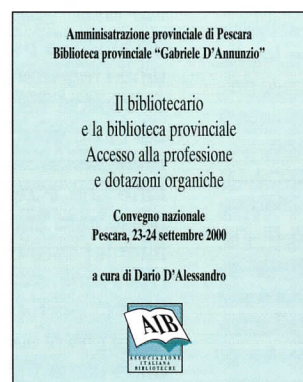 Amminisatrazione provinciale di Pescara
Biblioteca provinciale “Gabriele D’Annunzio”
Il bibliotecario
e la biblioteca provinciale
Accesso alla professione
e dotazioni organiche
Convegno nazionale
Pescara, 23-24 settembre 2000
a cura di Dario D’Alessandro
AIB
ASSOCIAZIONE
ITALIANA
BIBLIOTECHE